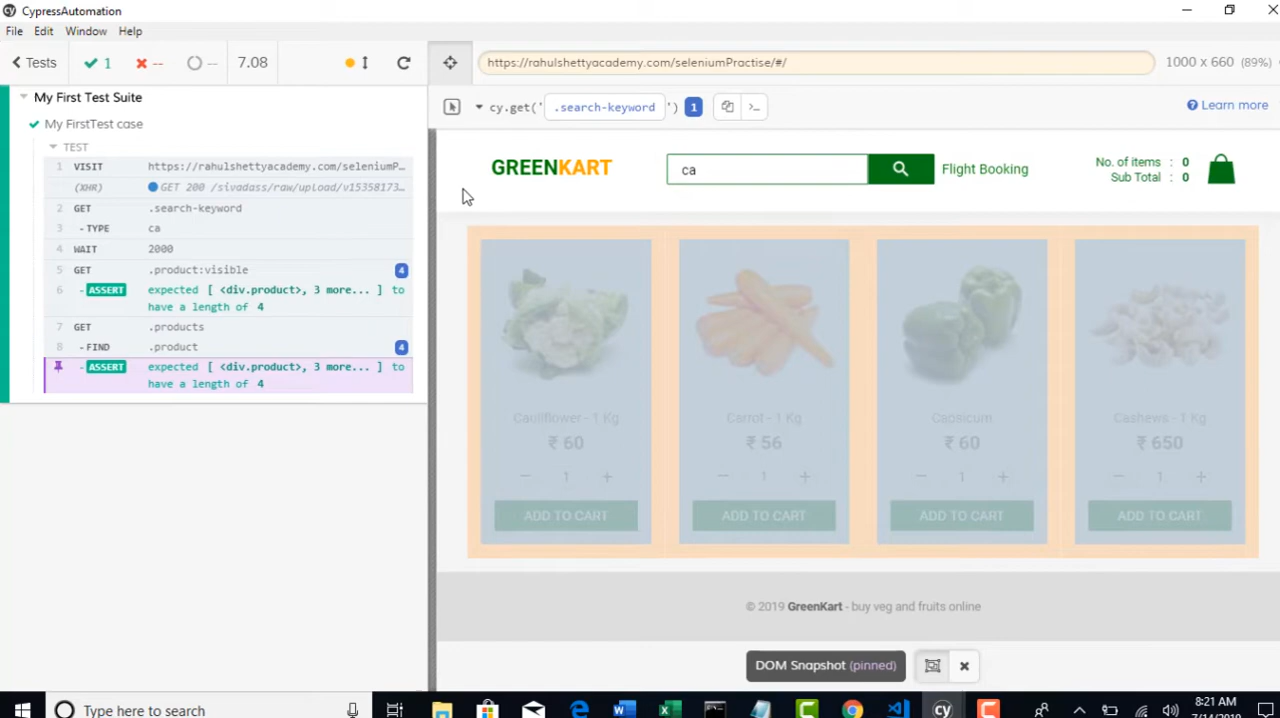 CypressAutomation
File Edit Window Help
Tests 1 -- -- 7.08
https://rahulshettyacademy.com/seleniumPractise/#/ 1000 x 660 (89%)
My First Test Suite
My FirstTest case
TEST
1 VISIT https://rahulshettyacademy.com/seleniumP…
(XHR) GET 200 /sivadass/raw/upload/v15358173…
2 GET .search-keyword
3 -TYPE ca
4 WAIT 2000
5 GET .product:visible 4
6 -ASSERT expected [ <div.product>, 3 more... ] to
have a length of 4
7 GET .products
8 -FIND .product 4
-ASSERT expected [ <div.product>, 3 more... ] to
have a length of 4
cy.get(' .search-keyword ') 1 Learn more
GREENKART ca Flight Booking
No. of items : 0
Sub Total : 0
Cauliflower - 1 Kg Carrot - 1 Kg Capsicum Cashews - 1 Kg
₹ 60 ₹ 56 ₹ 60 ₹ 650
− 1 + − 1 + − 1 + − 1 +
ADD TO CART ADD TO CART ADD TO CART ADD TO CART
© 2019 GreenKart - buy veg and fruits online
DOM Snapshot (pinned)
Type here to search
cy
8:21 AM